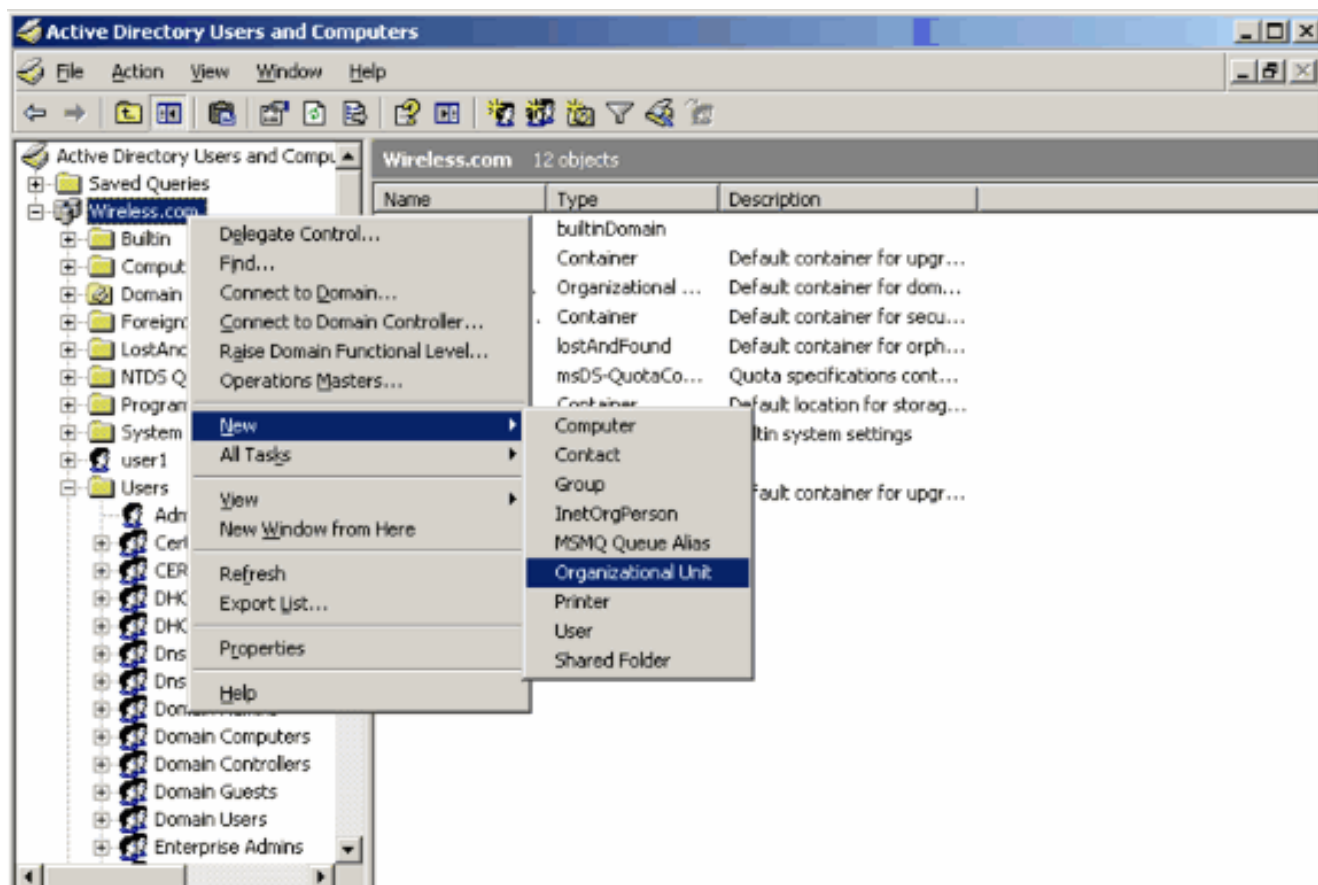 Active Directory Users and Computers
File Action View Window Help
Active Directory Users and Compu
Saved Queries
Wireless.com
Builtin
Comput
Domain
Foreign
LostAnd
NTDS Q
Program
System
user1
Users
Adm
Cert
CER
DHC
DHC
Dns
Dns
Domain Admins
Domain Computers
Domain Controllers
Domain Guests
Domain Users
Enterprise Admins
Delegate Control...
Find...
Connect to Domain...
Connect to Domain Controller...
Raise Domain Functional Level...
Operations Masters...
New
All Tasks
View
New Window from Here
Refresh
Export List...
Properties
Help
Computer
Contact
Group
InetOrgPerson
MSMQ Queue Alias
Organizational Unit
Printer
User
Shared Folder
Wireless.com 12 objects
Name Type Description
builtinDomain
Container Default container for upgr...
Organizational ... Default container for dom...
Container Default container for secu...
lostAndFound Default container for orph...
msDS-QuotaCo... Quota specifications cont...
Container Default location for storag...
ltin system settings
fault container for upgr...